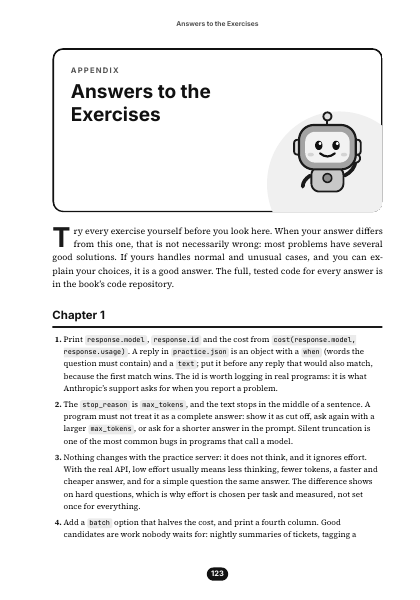 Answers to the Exercises
APPENDIX
Answers to the
Exercises
Try every exercise yourself before you look here. When your answer differs
from this one, that is not necessarily wrong: most problems have several
good solutions. If yours handles normal and unusual cases, and you can ex-
plain your choices, it is a good answer. The full, tested code for every answer is
in the book's code repository.
Chapter 1
1. Print response.model, response.id and the cost from cost(response.model,
response.usage). A reply in practice.json is an object with a when (words the
question must contain) and a text; put it before any reply that would also match,
because the first match wins. The id is worth logging in real programs: it is what
Anthropic's support asks for when you report a problem.
2. The stop_reason is max_tokens, and the text stops in the middle of a sentence. A
program must not treat it as a complete answer: show it as cut off, ask again with a
larger max_tokens, or ask for a shorter answer in the prompt. Silent truncation is
one of the most common bugs in programs that call a model.
3. Nothing changes with the practice server: it does not think, and it ignores effort.
With the real API, low effort usually means less thinking, fewer tokens, a faster and
cheaper answer, and for a simple question the same answer. The difference shows
on hard questions, which is why effort is chosen per task and measured, not set
once for everything.
4. Add a batch option that halves the cost, and print a fourth column. Good
candidates are work nobody waits for: nightly summaries of tickets, tagging a
123